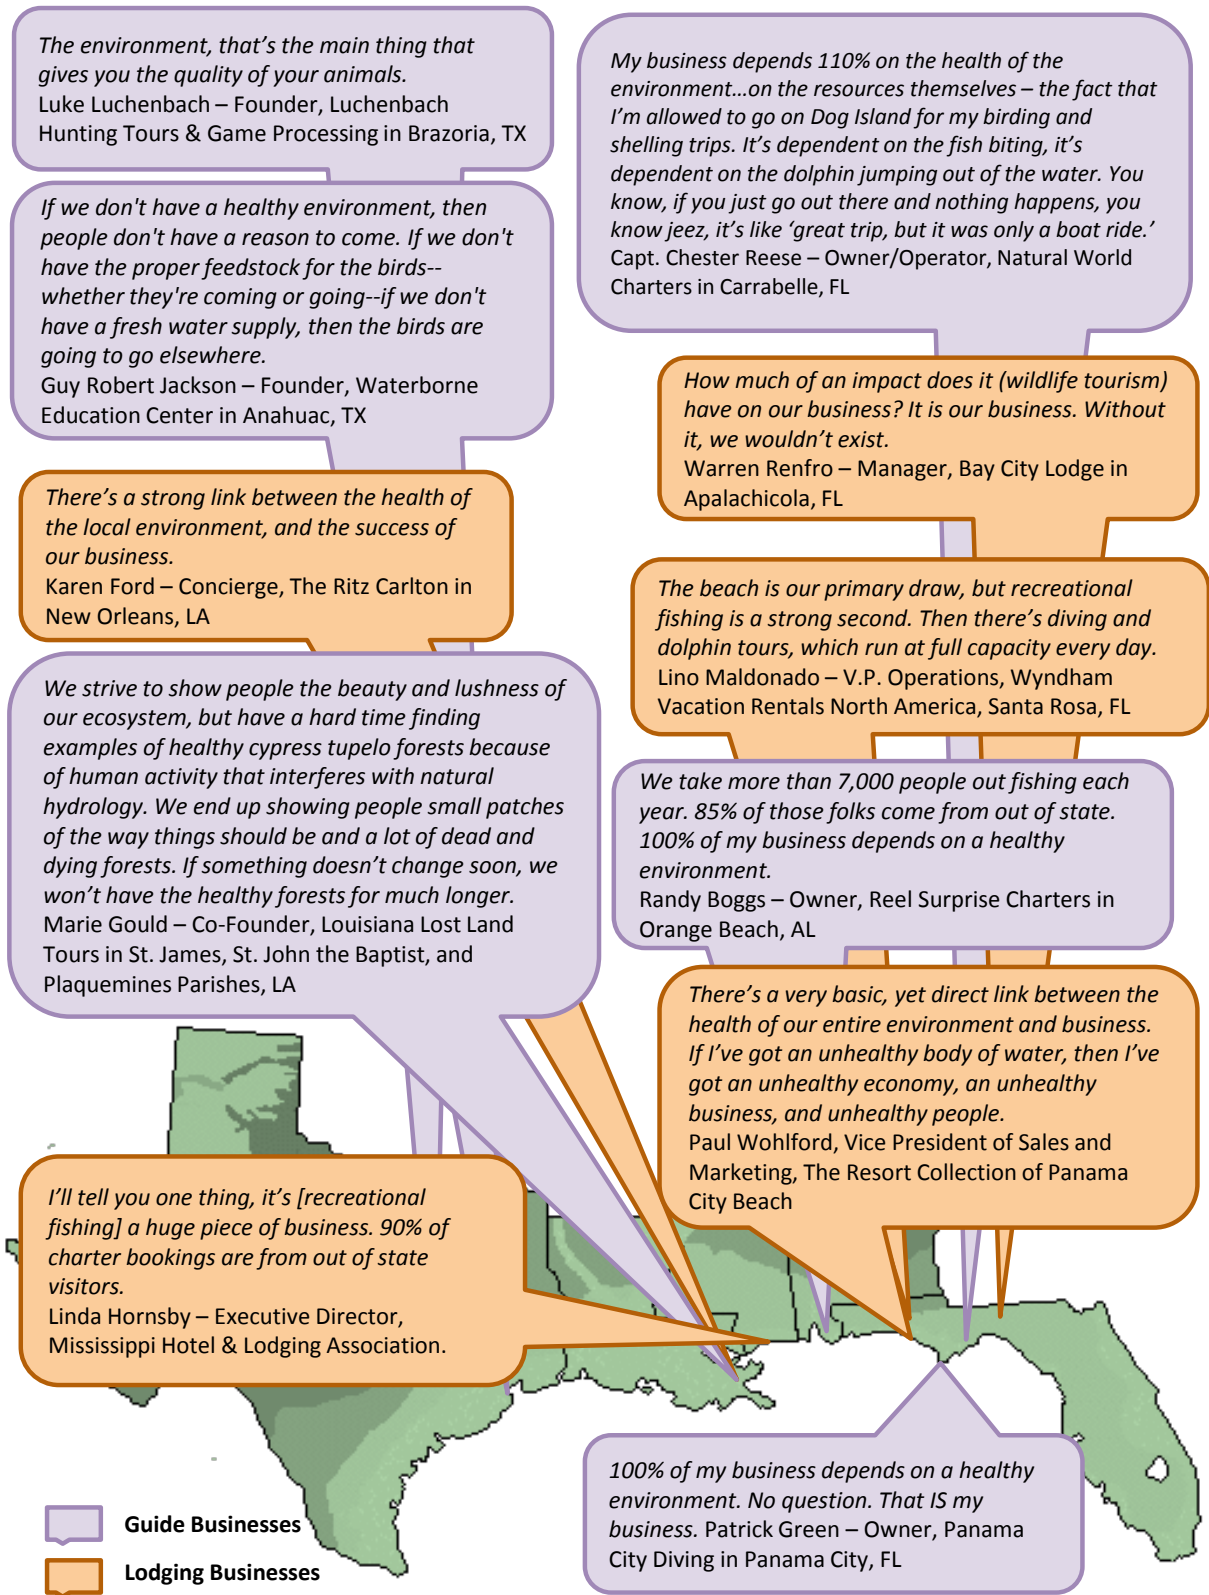 The environment, that’s the main thing that
gives you the quality of your animals.
Luke Luchenbach – Founder, Luchenbach
Hunting Tours & Game Processing in Brazoria, TX
If we don't have a healthy environment, then
people don't have a reason to come. If we don't
have the proper feedstock for the birds--
whether they're coming or going--if we don't
have a fresh water supply, then the birds are
going to go elsewhere.
Guy Robert Jackson – Founder, Waterborne
Education Center in Anahuac, TX
There’s a strong link between the health of
the local environment, and the success of
our business.
Karen Ford – Concierge, The Ritz Carlton in
New Orleans, LA
We strive to show people the beauty and lushness of
our ecosystem, but have a hard time finding
examples of healthy cypress tupelo forests because
of human activity that interferes with natural
hydrology. We end up showing people small patches
of the way things should be and a lot of dead and
dying forests. If something doesn’t change soon, we
won’t have the healthy forests for much longer.
Marie Gould – Co-Founder, Louisiana Lost Land
Tours in St. James, St. John the Baptist, and
Plaquemines Parishes, LA
I’ll tell you one thing, it’s [recreational
fishing] a huge piece of business. 90% of
charter bookings are from out of state
visitors.
Linda Hornsby – Executive Director,
Mississippi Hotel & Lodging Association.
My business depends 110% on the health of the
environment…on the resources themselves – the fact that
I’m allowed to go on Dog Island for my birding and
shelling trips. It’s dependent on the fish biting, it’s
dependent on the dolphin jumping out of the water. You
know, if you just go out there and nothing happens, you
know jeez, it’s like ‘great trip, but it was only a boat ride.’
Capt. Chester Reese – Owner/Operator, Natural World
Charters in Carrabelle, FL
How much of an impact does it (wildlife tourism)
have on our business? It is our business. Without
it, we wouldn’t exist.
Warren Renfro – Manager, Bay City Lodge in
Apalachicola, FL
The beach is our primary draw, but recreational
fishing is a strong second. Then there’s diving and
dolphin tours, which run at full capacity every day.
Lino Maldonado – V.P. Operations, Wyndham
Vacation Rentals North America, Santa Rosa, FL
We take more than 7,000 people out fishing each
year. 85% of those folks come from out of state.
100% of my business depends on a healthy
environment.
Randy Boggs – Owner, Reel Surprise Charters in
Orange Beach, AL
There’s a very basic, yet direct link between the
health of our entire environment and business.
If I’ve got an unhealthy body of water, then I’ve
got an unhealthy economy, an unhealthy
business, and unhealthy people.
Paul Wohlford, Vice President of Sales and
Marketing, The Resort Collection of Panama
City Beach
100% of my business depends on a healthy
environment. No question. That IS my
business. Patrick Green – Owner, Panama
City Diving in Panama City, FL
Guide Businesses
Lodging Businesses